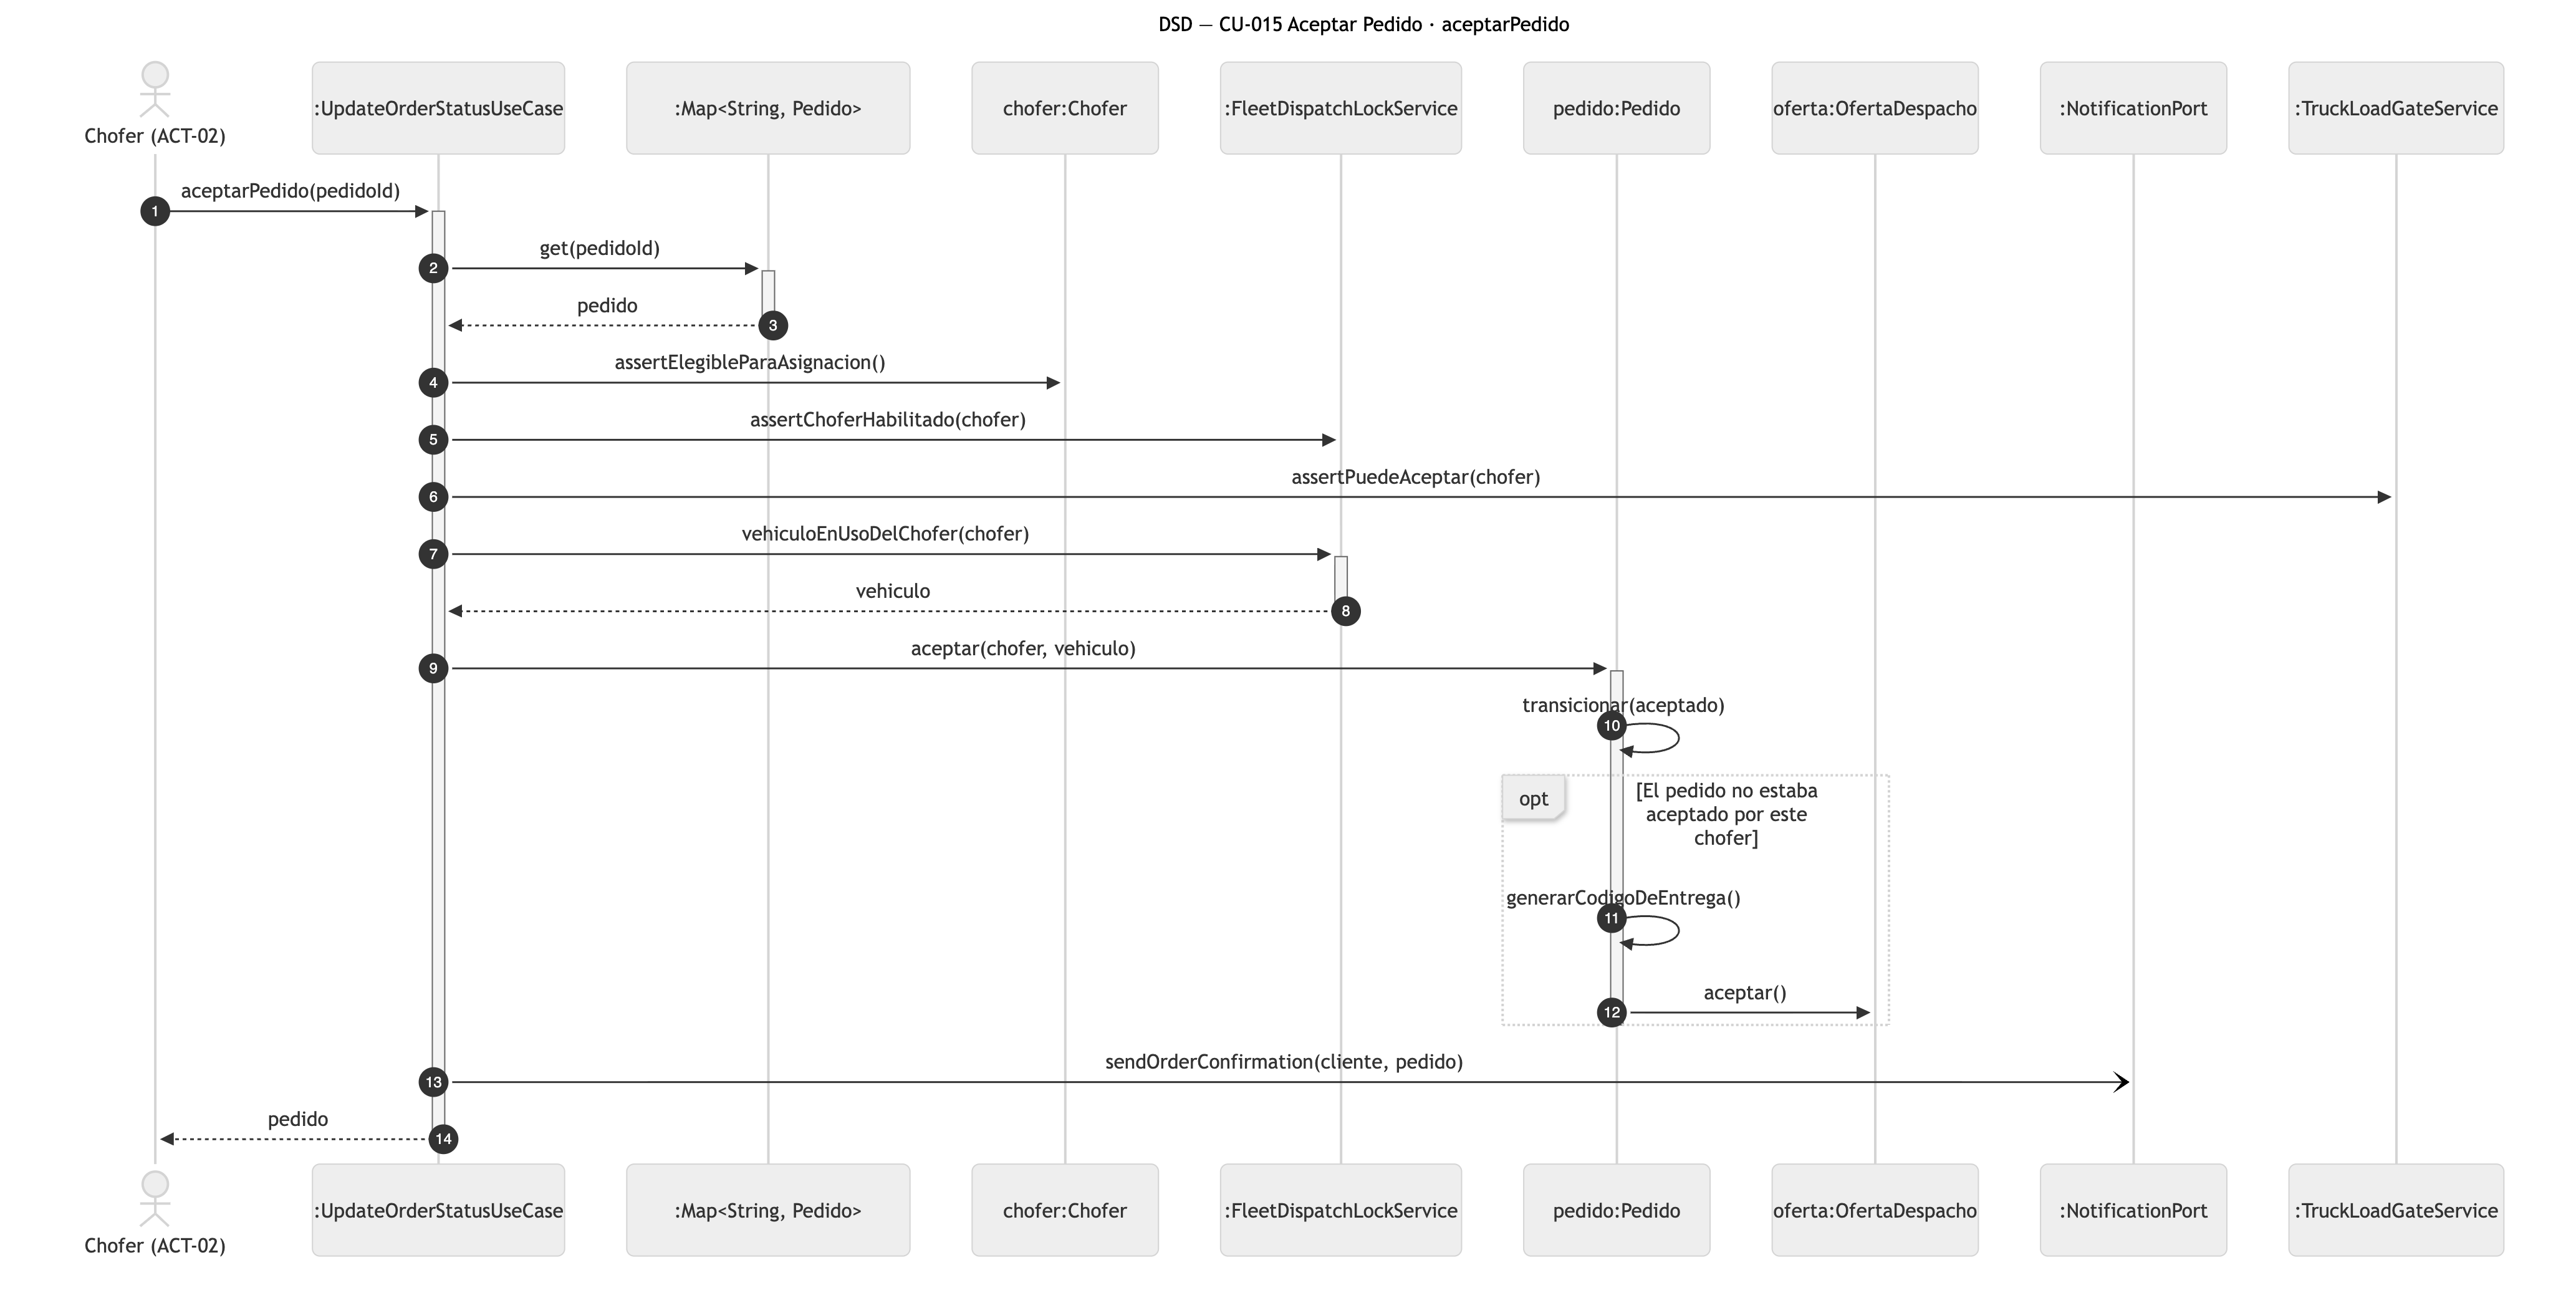 DSD — CU-015 Aceptar Pedido · aceptarPedido
Chofer (ACT-02)
:UpdateOrderStatusUseCase
:Map<String, Pedido>
chofer:Chofer
:FleetDispatchLockService
pedido:Pedido
oferta:OfertaDespacho
:NotificationPort
:TruckLoadGateService
1
aceptarPedido(pedidoId)
2
get(pedidoId)
pedido
3
4
assertElegibleParaAsignacion()
5
assertChoferHabilitado(chofer)
6
assertPuedeAceptar(chofer)
7
vehiculoEnUsoDelChofer(chofer)
vehiculo
8
9
aceptar(chofer, vehiculo)
transicionar(aceptado)
10
opt
[El pedido no estaba
aceptado por este
chofer]
generarCodigoDeEntrega()
11
aceptar()
12
sendOrderConfirmation(cliente, pedido)
13
pedido
14
Chofer (ACT-02)
:UpdateOrderStatusUseCase
:Map<String, Pedido>
chofer:Chofer
:FleetDispatchLockService
pedido:Pedido
oferta:OfertaDespacho
:NotificationPort
:TruckLoadGateService